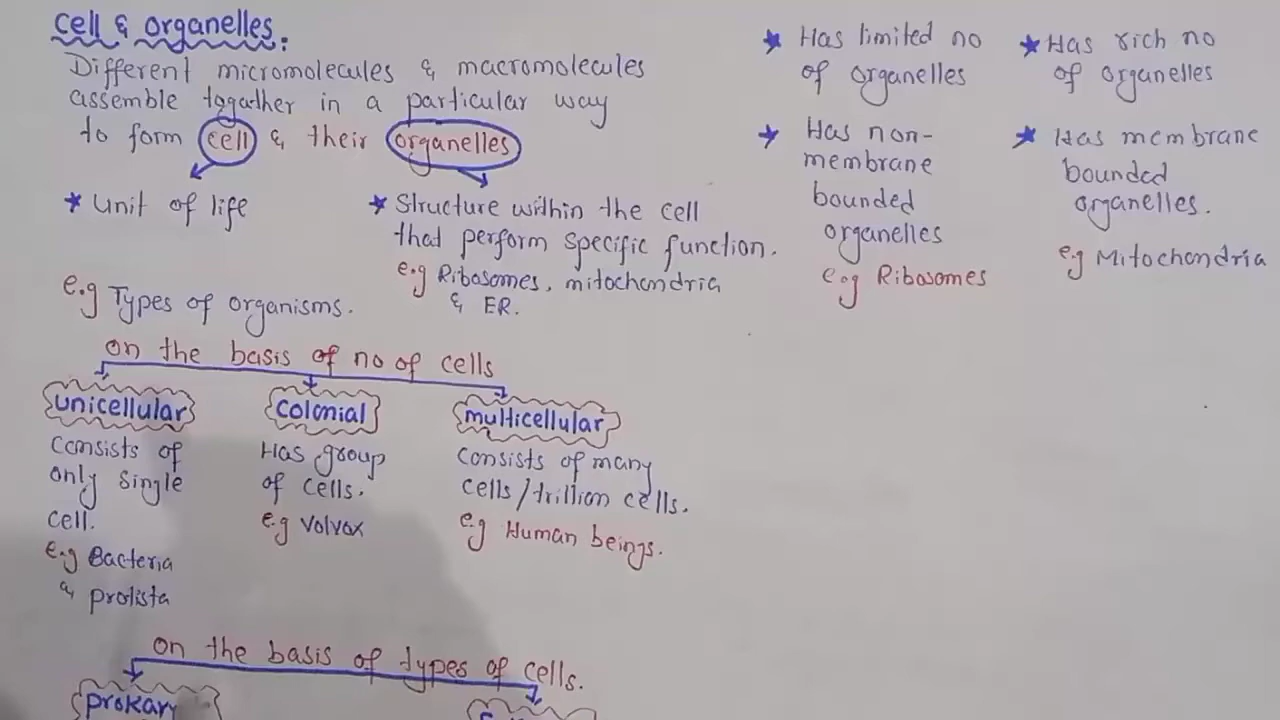 Cell & organelles.
Different micromolecules & macromolecules
assemble togather in a particular way
to form cell & their organelles
* Unit of life
* Structure within the cell
that perform specific function.
e.g Ribosomes, mitochondria
& ER.
e.g Types of organisms.
on the basis of no of cells
unicellular
Consists of
only single
cell.
e.g Bacteria
& prolista
colonial
Has group
of cells.
e.g Volvox
multicellular
Consists of many
cells/trillion cells.
e.g Human beings.
on the basis of types of cells.
prokary
* Has limited no
of organelles
* Has non-
membrane
bounded
organelles
e.g Ribosomes
* Has rich no
of organelles
* Has membrane
bounded
organelles.
e.g Mitochondria